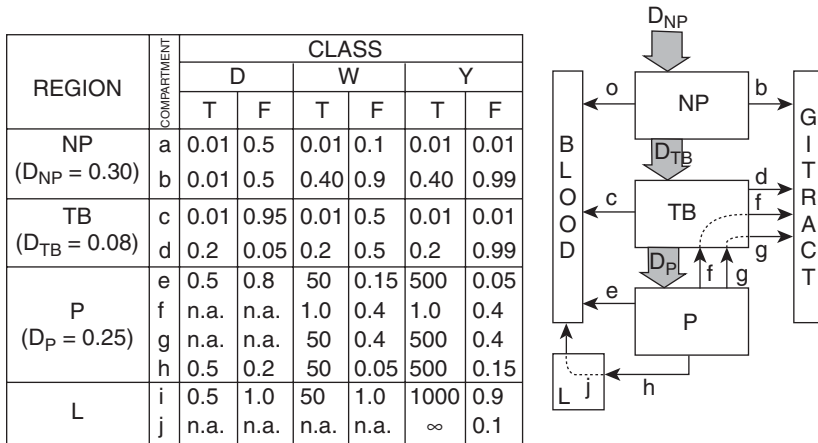 REGION COMPARTMENT CLASS
D W Y
T F T F T F
NP a 0.01 0.5 0.01 0.1 0.01 0.01
(D_NP = 0.30) b 0.01 0.5 0.40 0.9 0.40 0.99
TB c 0.01 0.95 0.01 0.5 0.01 0.01
(D_TB = 0.08) d 0.2 0.05 0.2 0.5 0.2 0.99
P e 0.5 0.8 50 0.15 500 0.05
(D_P = 0.25) f n.a. n.a. 1.0 0.4 1.0 0.4
g n.a. n.a. 50 0.4 500 0.4
h 0.5 0.2 50 0.05 500 0.15
L i 0.5 1.0 50 1.0 1000 0.9
j n.a. n.a. n.a. n.a. ∞ 0.1
D_NP
o NP b
D_TB
BLOOD
GI TRACT
c TB d
f
g
D_P f g
e P
L j h